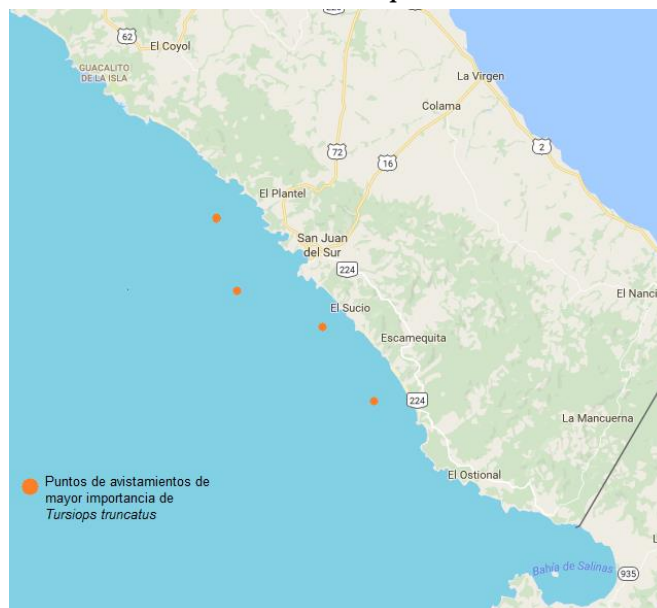 62
El Coyol
GUACALITO
DE LA ISLA
La Virgen
Colama
2
72
16
El Plantel
San Juan
del Sur
224
El Nanci
El Sucio
Escamequita
224
La Mancuerna
El Ostional
Puntos de avistamientos de
mayor importancia de
Tursiops truncatus
Bahía de Salinas
935